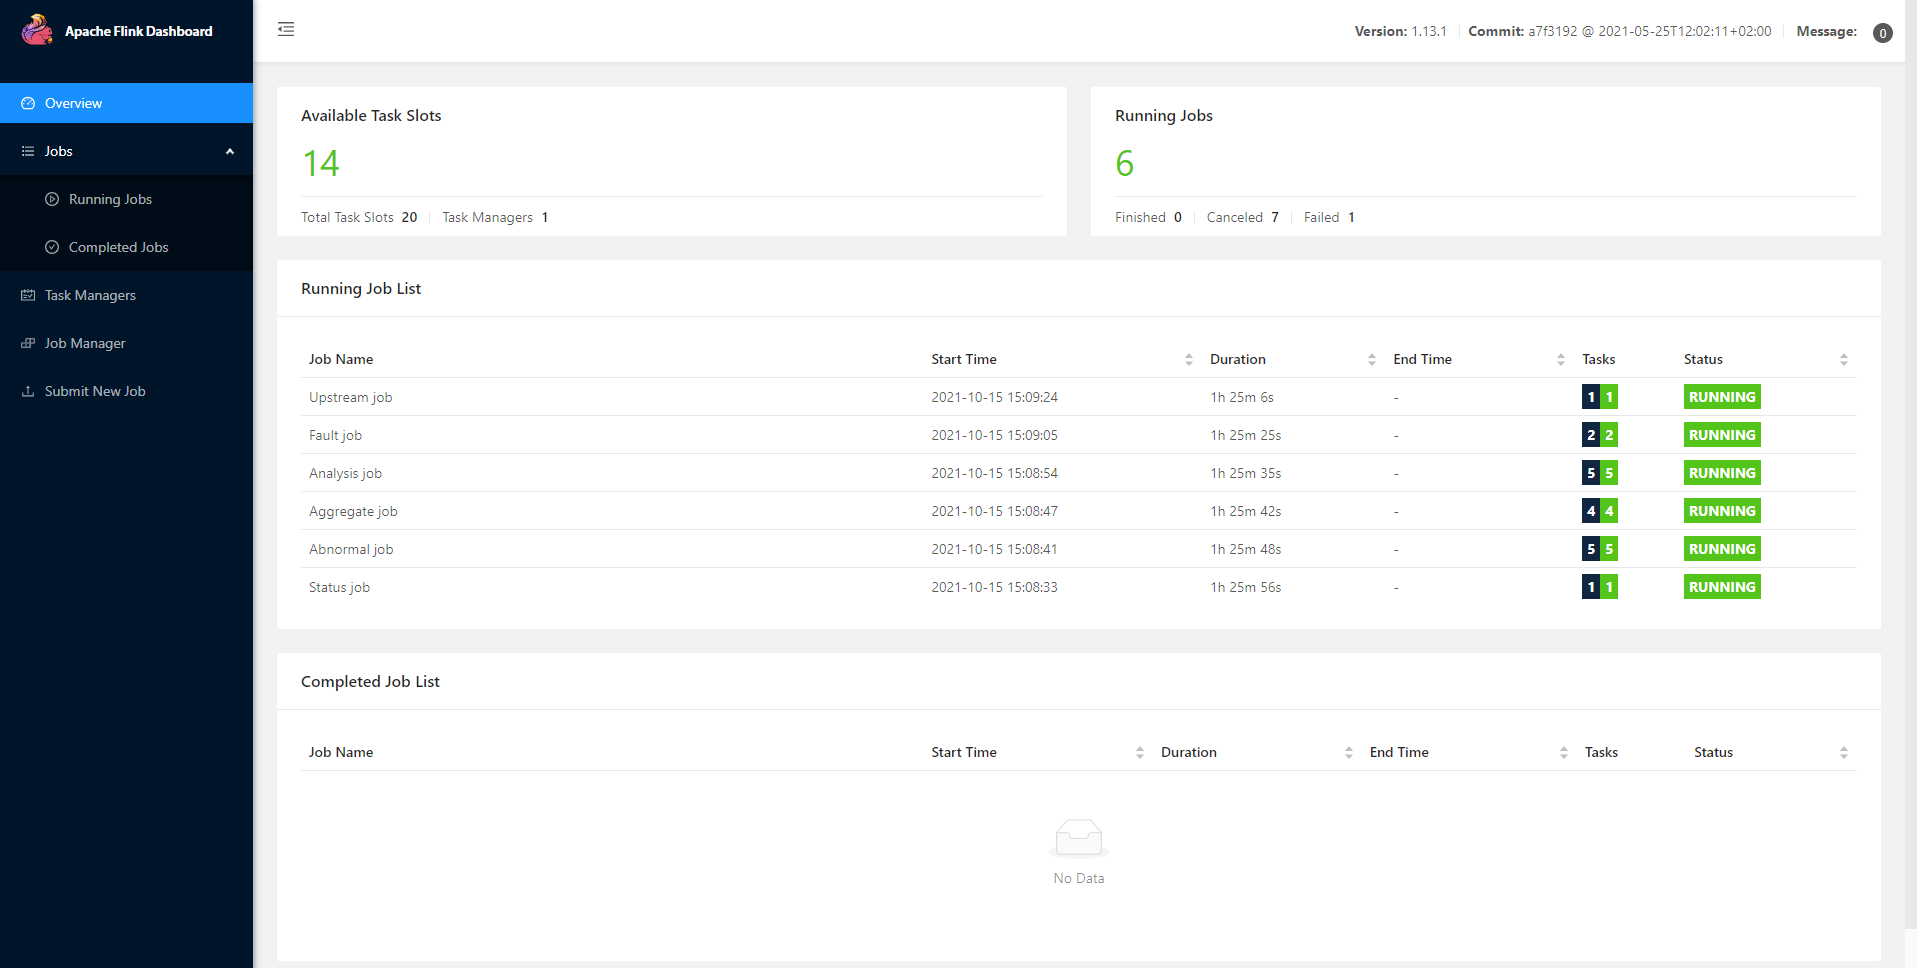 Apache Flink Dashboard
Version: 1.13.1 Commit: a7f3192 @ 2021-05-25T12:02:11+02:00 Message: 0
Overview
Jobs
Running Jobs
Completed Jobs
Task Managers
Job Manager
Submit New Job
Available Task Slots
14
Total Task Slots 20 Task Managers 1
Running Jobs
6
Finished 0 Canceled 7 Failed 1
Running Job List
Job Name Start Time Duration End Time Tasks Status
Upstream job 2021-10-15 15:09:24 1h 25m 6s - 1 1 RUNNING
Fault job 2021-10-15 15:09:05 1h 25m 25s - 2 2 RUNNING
Analysis job 2021-10-15 15:08:54 1h 25m 35s - 5 5 RUNNING
Aggregate job 2021-10-15 15:08:47 1h 25m 42s - 4 4 RUNNING
Abnormal job 2021-10-15 15:08:41 1h 25m 48s - 5 5 RUNNING
Status job 2021-10-15 15:08:33 1h 25m 56s - 1 1 RUNNING
Completed Job List
Job Name Start Time Duration End Time Tasks Status
No Data